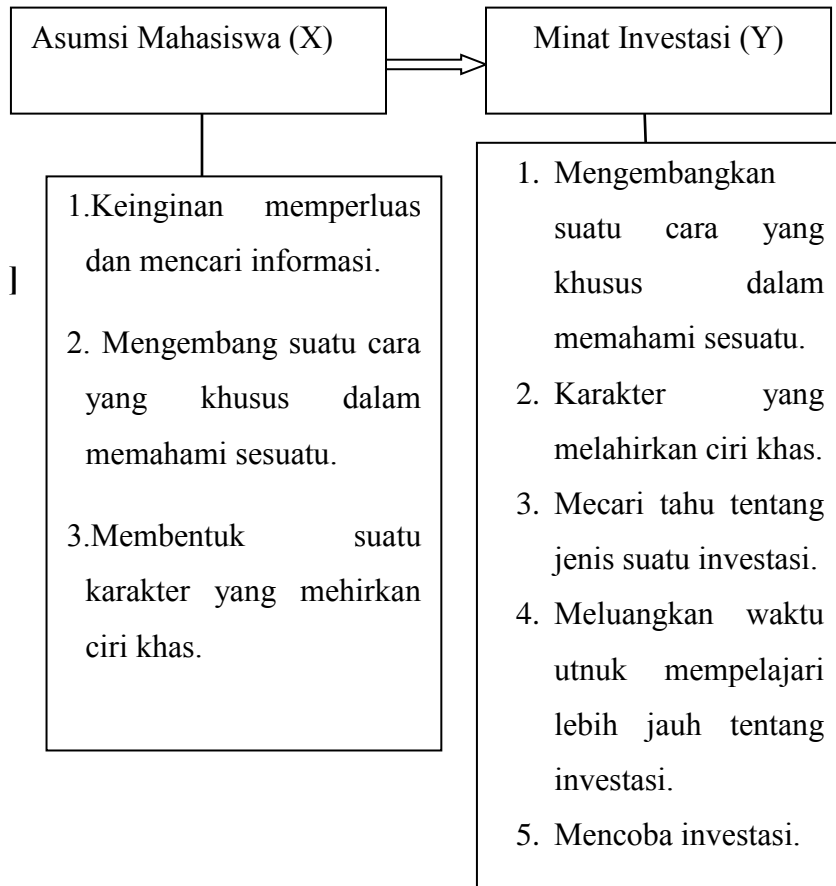 Asumsi Mahasiswa (X)
Minat Investasi (Y)
]
1.Keinginan memperluas
dan mencari informasi.
2. Mengembang suatu cara
yang khusus dalam
memahami sesuatu.
3.Membentuk suatu
karakter yang mehirkan
ciri khas.
1. Mengembangkan
suatu cara yang
khusus dalam
memahami sesuatu.
2. Karakter yang
melahirkan ciri khas.
3. Mecari tahu tentang
jenis suatu investasi.
4. Meluangkan waktu
utnuk mempelajari
lebih jauh tentang
investasi.
5. Mencoba investasi.